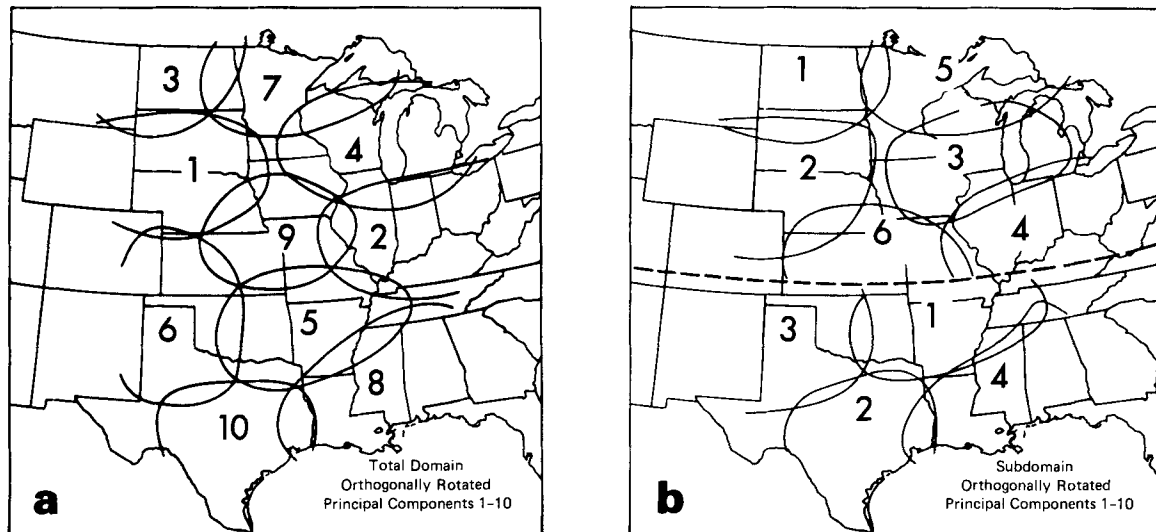 3
7
4
1
9
2
6
5
8
10
Total Domain
Orthogonally Rotated
Principal Components 1-10
a
1
5
2
3
6
4
3
1
2
4
Subdomain
Orthogonally Rotated
Principal Components 1-10
b